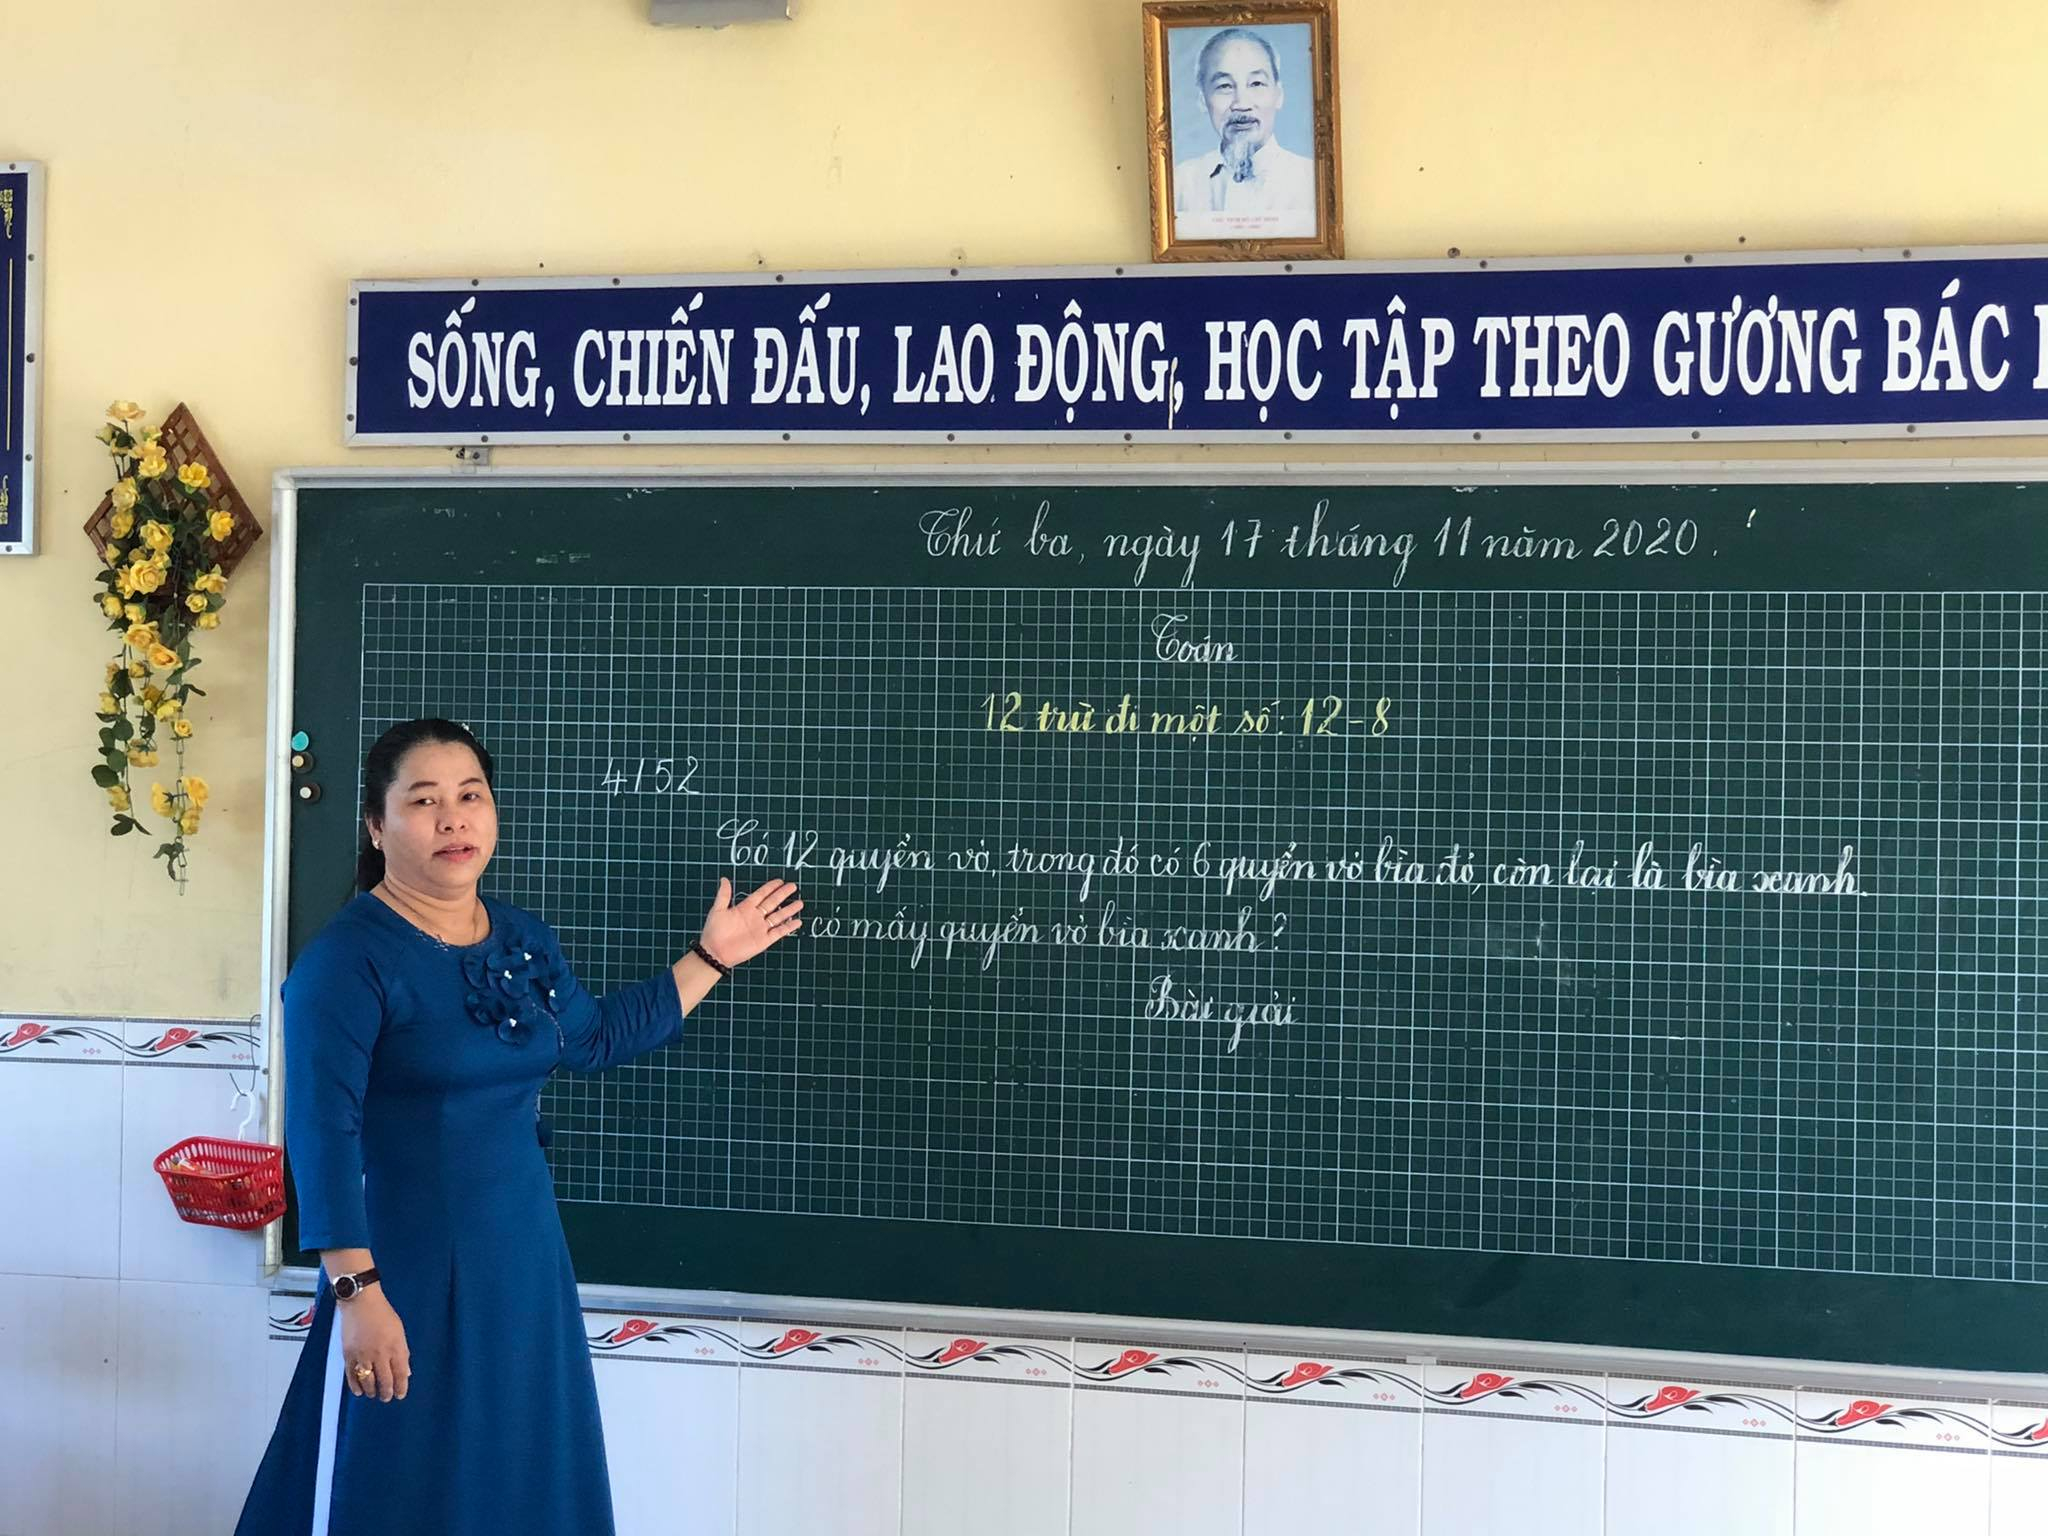 SỐNG, CHIẾN ĐẤU, LAO ĐỘNG, HỌC TẬP THEO GƯƠNG BÁC
Thứ ba, ngày 17 tháng 11 năm 2020.
Toán
12 trừ đi một số: 12-8
4/52
Có 12 quyển vở, trong đó có 6 quyển vở bìa đỏ, còn lại là bìa xanh.
có mấy quyển vở bìa xanh?
Bài giải